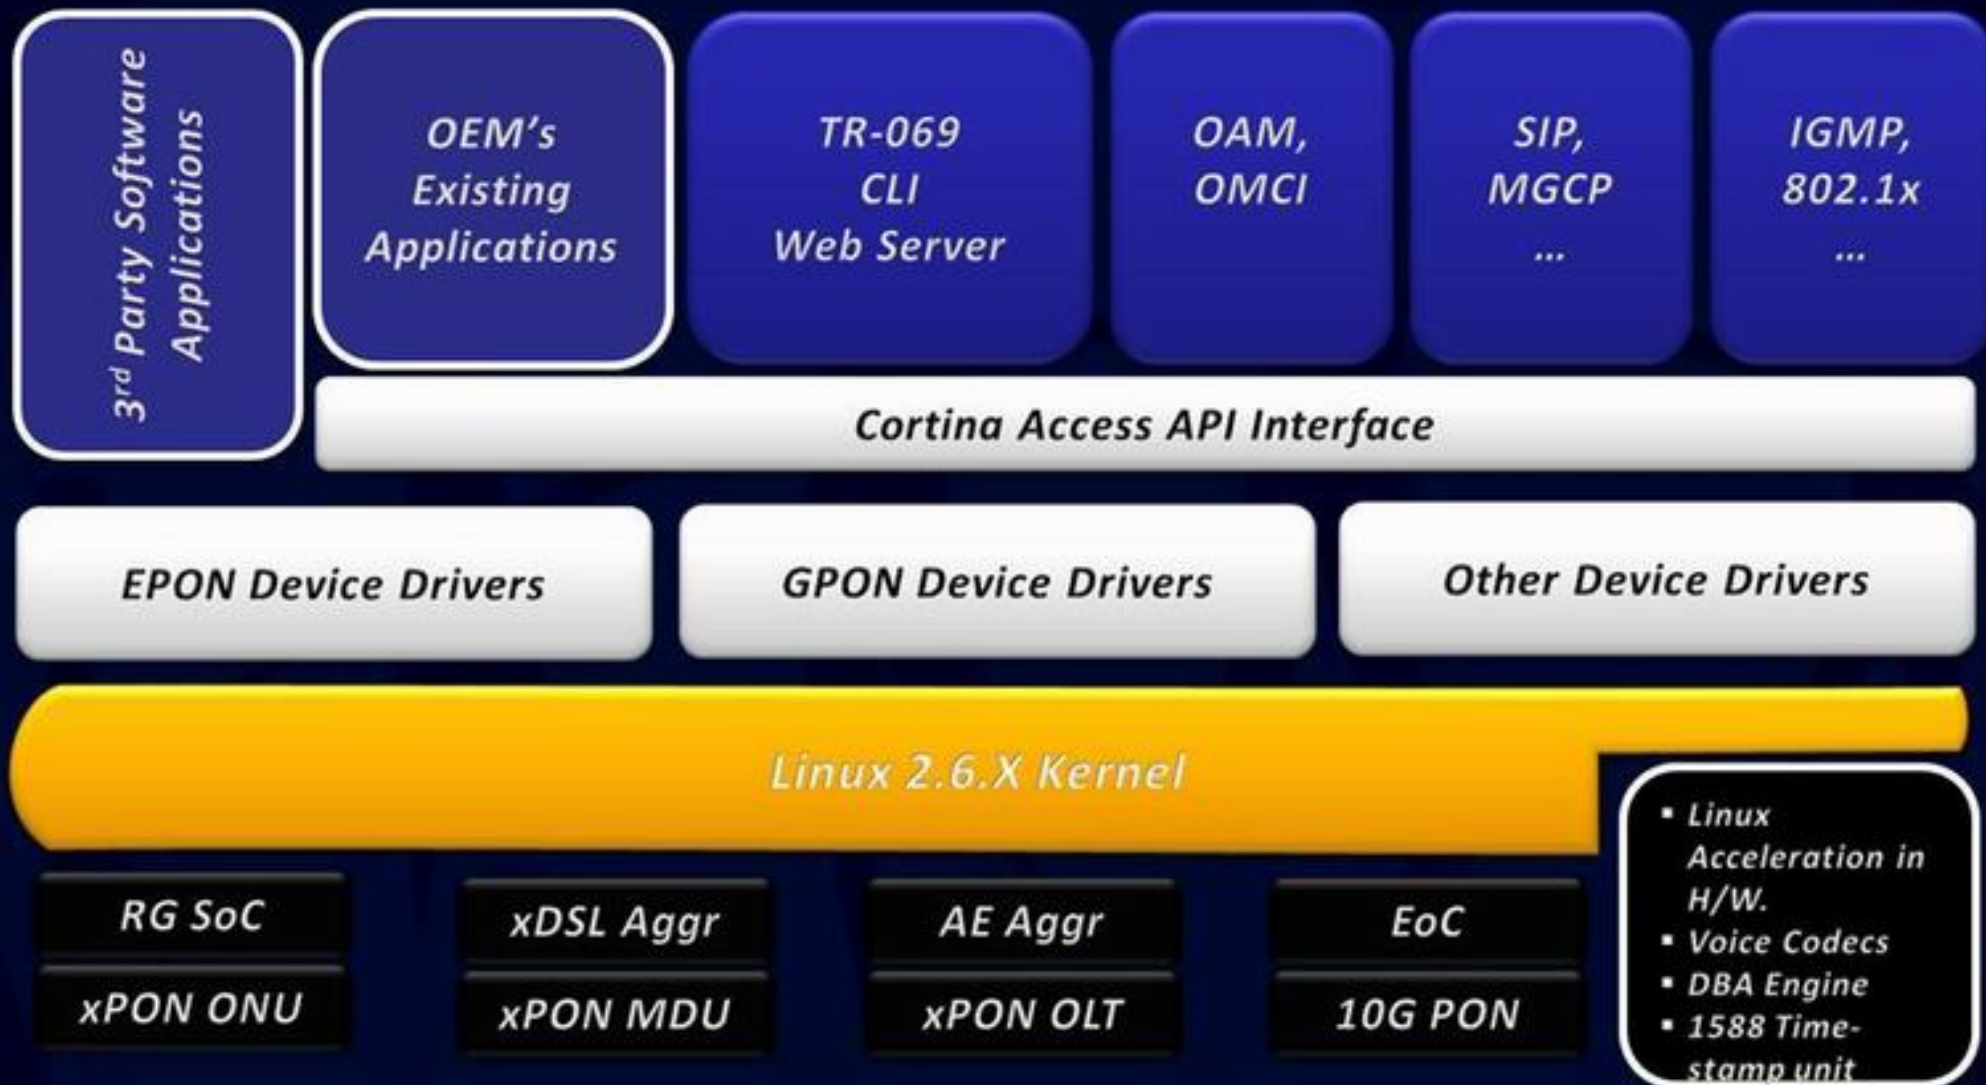 3rd Party Software
Applications
OEM's
Existing
Applications
TR-069
CLI
Web Server
OAM,
OMCI
SIP,
MGCP
...
IGMP,
802.1x
...
Cortina Access API Interface
EPON Device Drivers
GPON Device Drivers
Other Device Drivers
Linux 2.6.X Kernel
RG SoC
xDSL Aggr
AE Aggr
EoC
xPON ONU
xPON MDU
xPON OLT
10G PON
▪ Linux
Acceleration in
H/W.
▪ Voice Codecs
▪ DBA Engine
▪ 1588 Time-
stamp unit